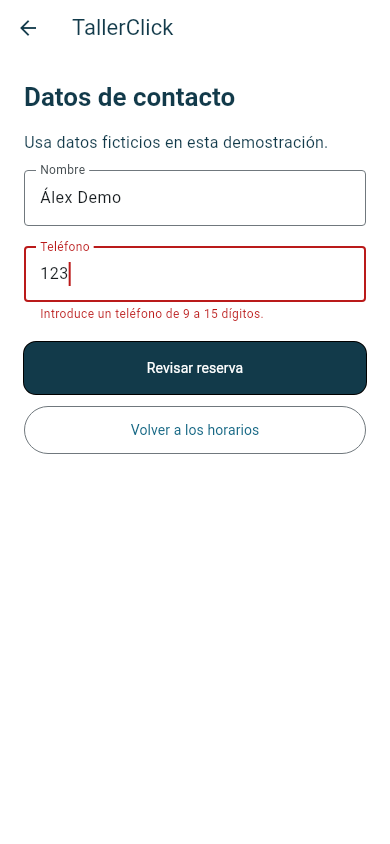 TallerClick
Datos de contacto
Usa datos ficticios en esta demostración.
Nombre
Álex Demo
Teléfono
123
Introduce un teléfono de 9 a 15 dígitos.
Revisar reserva
Volver a los horarios